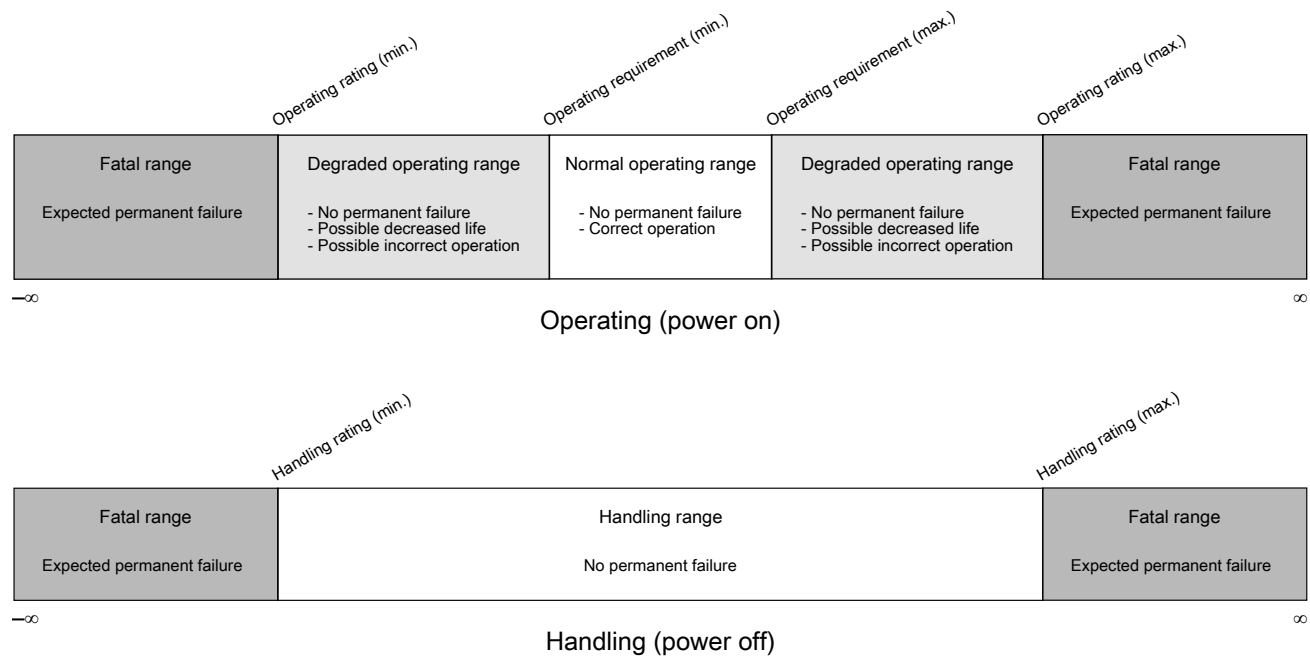 Operating rating (min.)
Operating requirement (min.)
Operating requirement (max.)
Operating rating (max.)
Fatal range
Degraded operating range
Normal operating range
Degraded operating range
Fatal range
Expected permanent failure
- No permanent failure
- Possible decreased life
- Possible incorrect operation
- No permanent failure
- Correct operation
- No permanent failure
- Possible decreased life
- Possible incorrect operation
Expected permanent failure
–∞
∞
Operating (power on)
Handling rating (min.)
Handling rating (max.)
Fatal range
Handling range
Fatal range
Expected permanent failure
No permanent failure
Expected permanent failure
–∞
∞
Handling (power off)